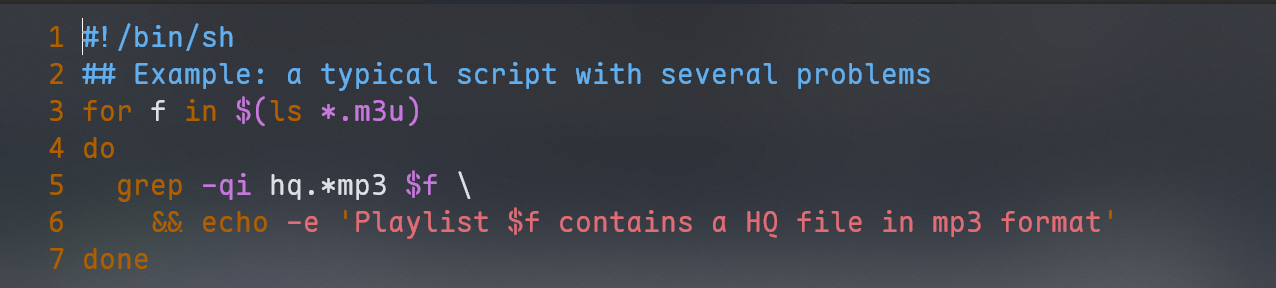 1 #!/bin/sh
2 ## Example: a typical script with several problems
3 for f in $(ls *.m3u)
4 do
5   grep -qi hq.*mp3 $f \
6     && echo -e 'Playlist $f contains a HQ file in mp3 format'
7 done